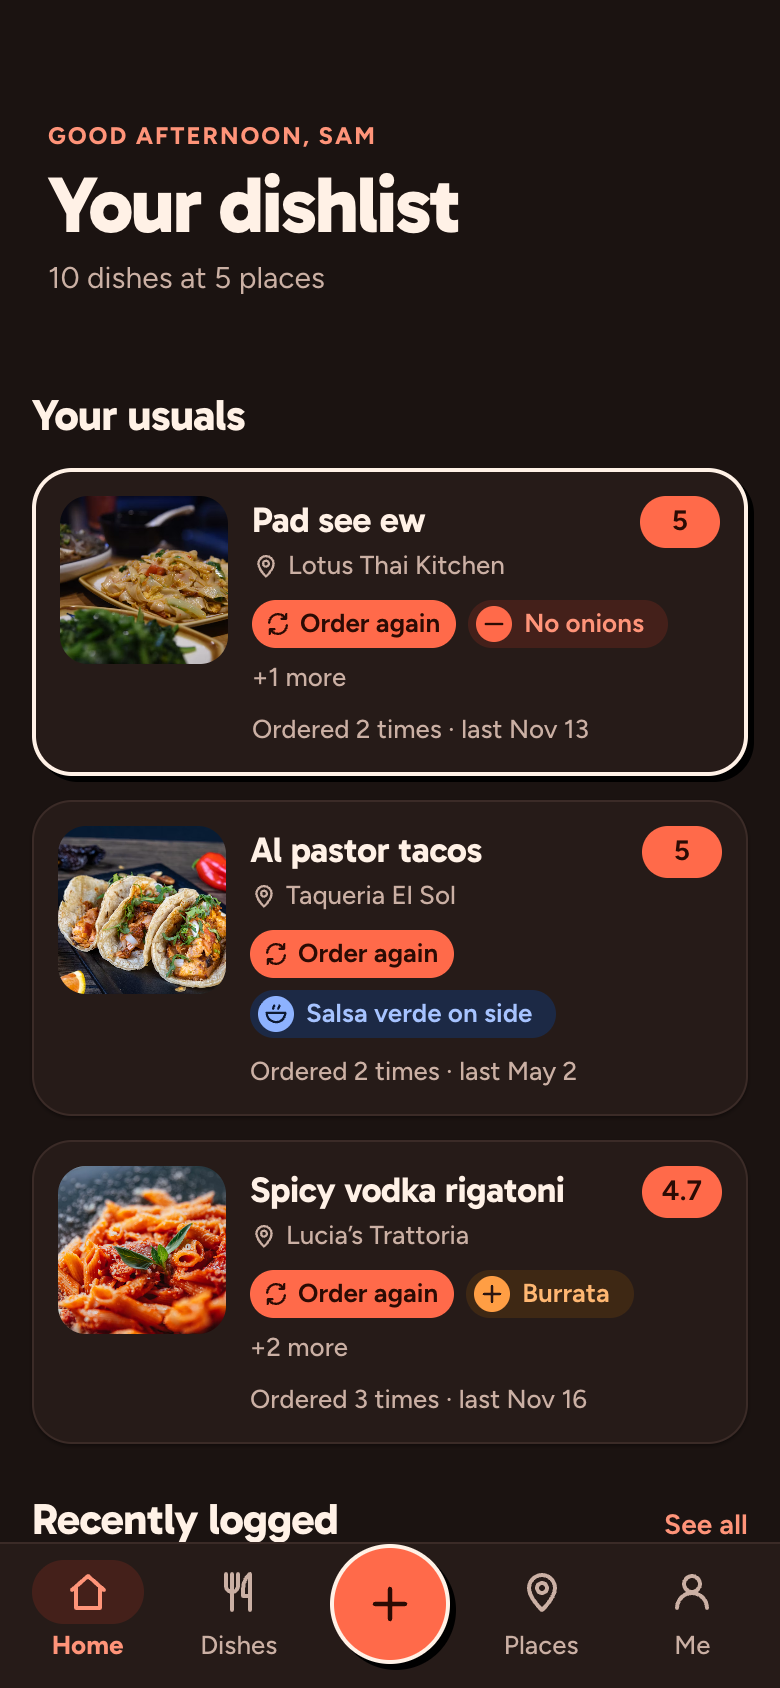 GOOD AFTERNOON, SAM
Your dishlist
10 dishes at 5 places
Your usuals
Pad see ew
5
Lotus Thai Kitchen
Order again
No onions
+1 more
Ordered 2 times · last Nov 13
Al pastor tacos
5
Taqueria El Sol
Order again
Salsa verde on side
Ordered 2 times · last May 2
Spicy vodka rigatoni
4.7
Lucia’s Trattoria
Order again
Burrata
+2 more
Ordered 3 times · last Nov 16
Recently logged
See all
Home
Dishes
Places
Me